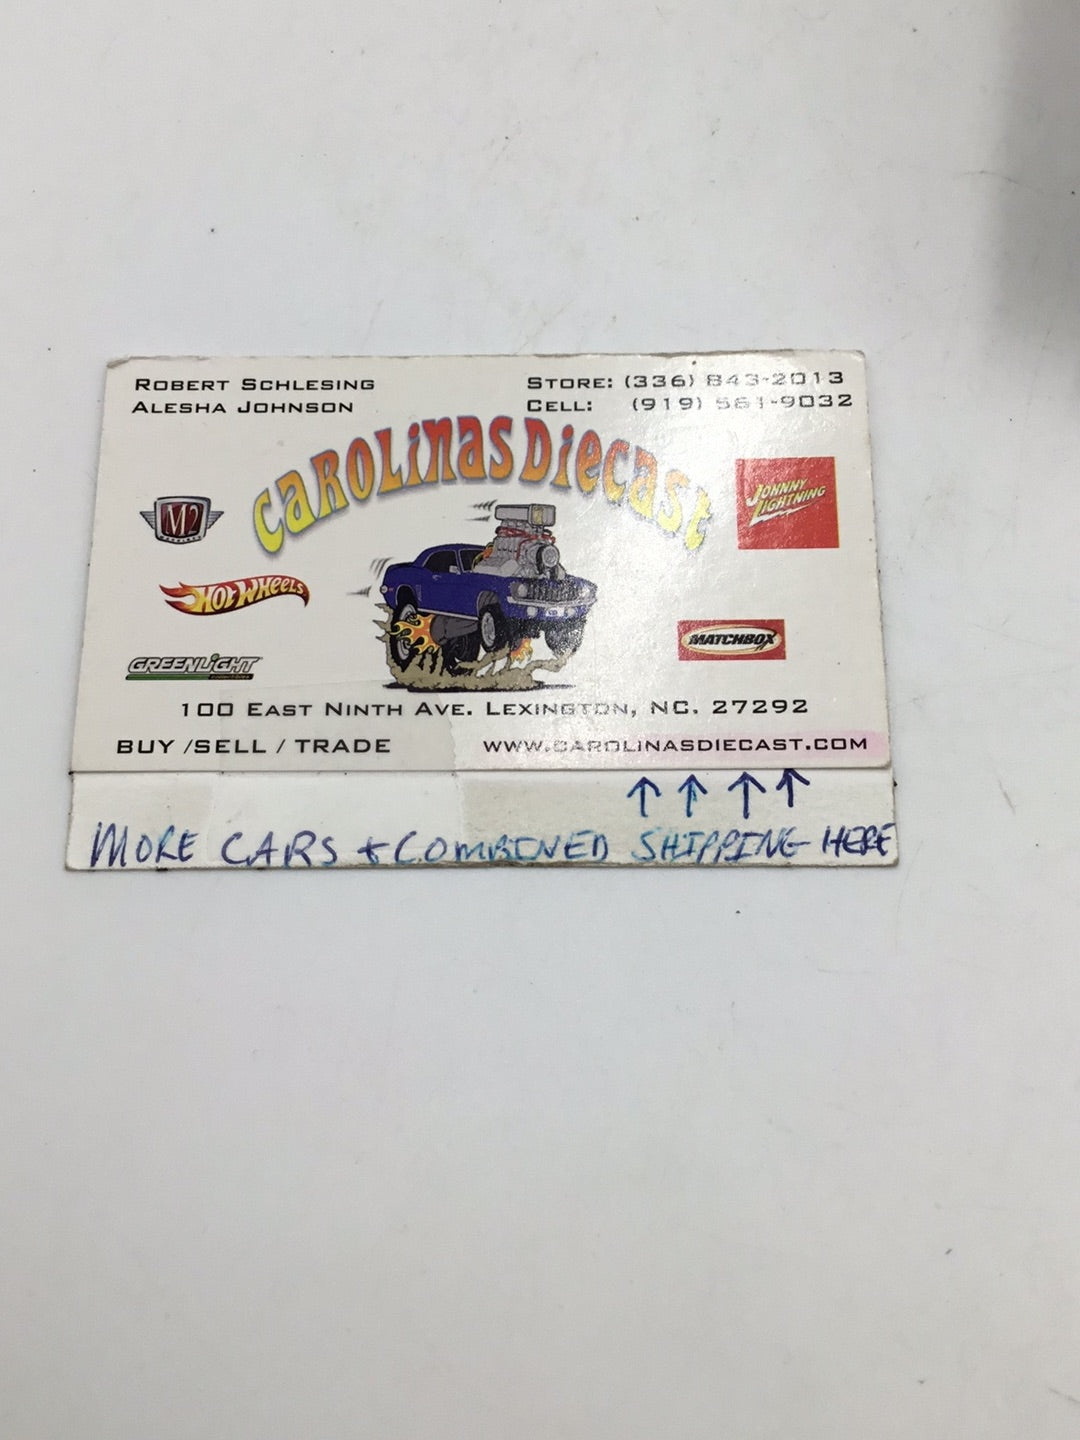 ROBERT SCHLESING
ALESHA JOHNSON
STORE: (336) 843-2013
CELL: (919) 561-9032
CAROLINAS DIECAST
M2
JOHNNY LIGHTNING
HOT WHEELS
GREENLIGHT
MATCHBOX
100 EAST NINTH AVE. LEXINGTON, NC. 27292
BUY /SELL / TRADE
WWW.CAROLINASDIECAST.COM
MORE CARS + COMBINED SHIPPING HERE